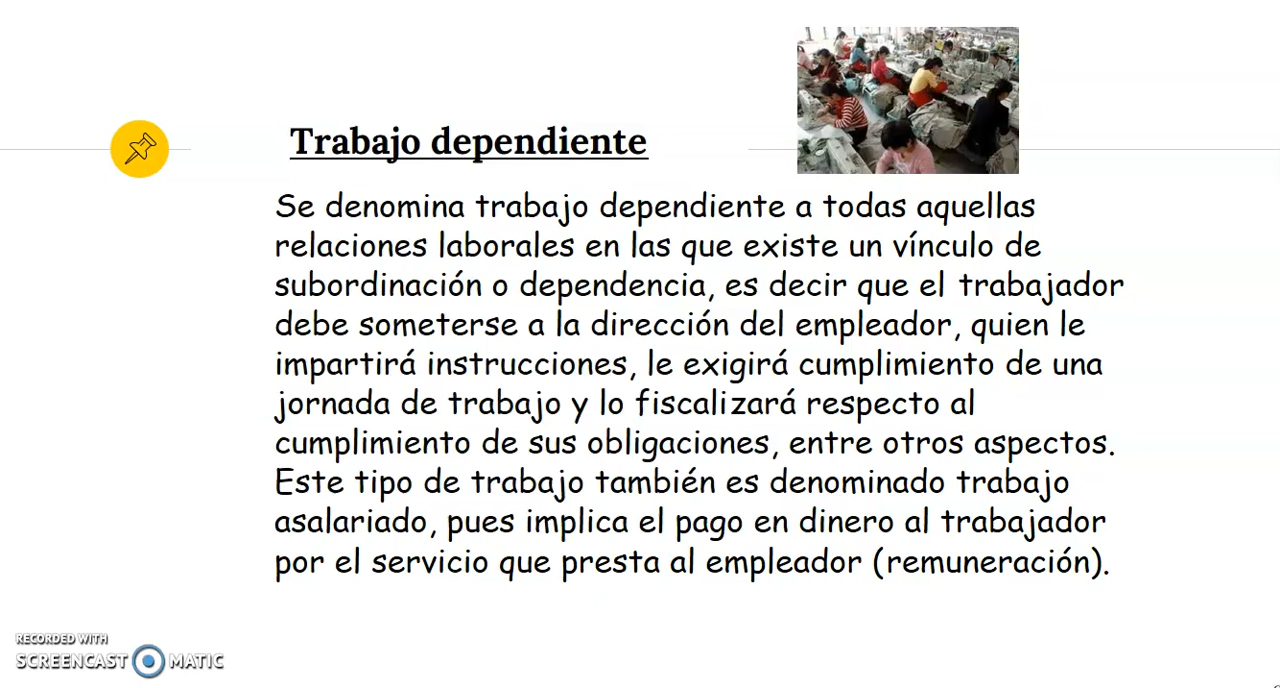 Trabajo dependiente
Se denomina trabajo dependiente a todas aquellas
relaciones laborales en las que existe un vínculo de
subordinación o dependencia, es decir que el trabajador
debe someterse a la dirección del empleador, quien le
impartirá instrucciones, le exigirá cumplimiento de una
jornada de trabajo y lo fiscalizará respecto al
cumplimiento de sus obligaciones, entre otros aspectos.
Este tipo de trabajo también es denominado trabajo
asalariado, pues implica el pago en dinero al trabajador
por el servicio que presta al empleador (remuneración).
RECORDED WITH
SCREENCAST MATIC